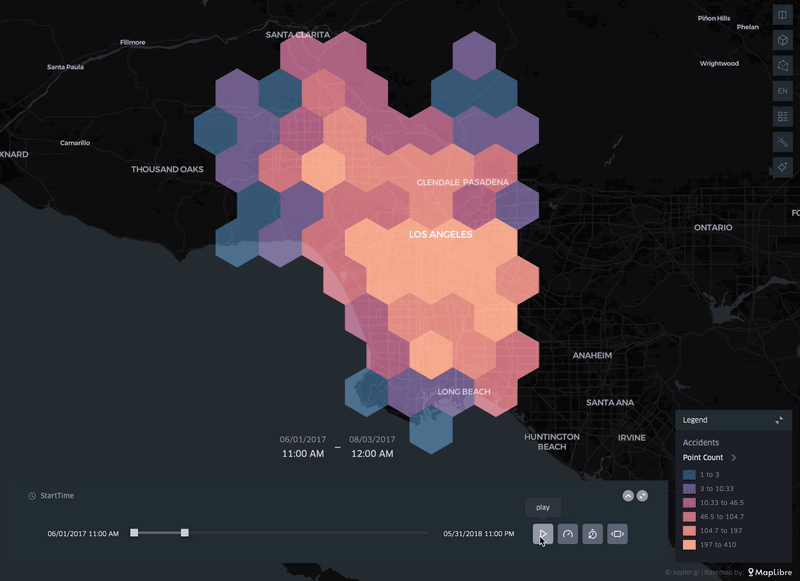 SANTA CLARITA
Fillmore
Santa Paula
Piñon Hills
Phelan
Wrightwood
EN
Camarillo
XNARD
THOUSAND OAKS
GLENDALE
PASADENA
LOS ANGELES
ONTARIO
FO
ANAHEIM
LONG BEACH
SANTA ANA
HUNTINGTON
BEACH
IRVINE
06/01/2017
11:00 AM
–
08/03/2017
12:00 AM
Legend
Accidents
Point Count
1 to 3
3 to 10.33
10.33 to 46.5
46.5 to 104.7
104.7 to 197
197 to 410
StartTime
play
06/01/2017 11:00 AM
05/31/2018 11:00 PM
© kepler.gl | Basemap by: MapLibre